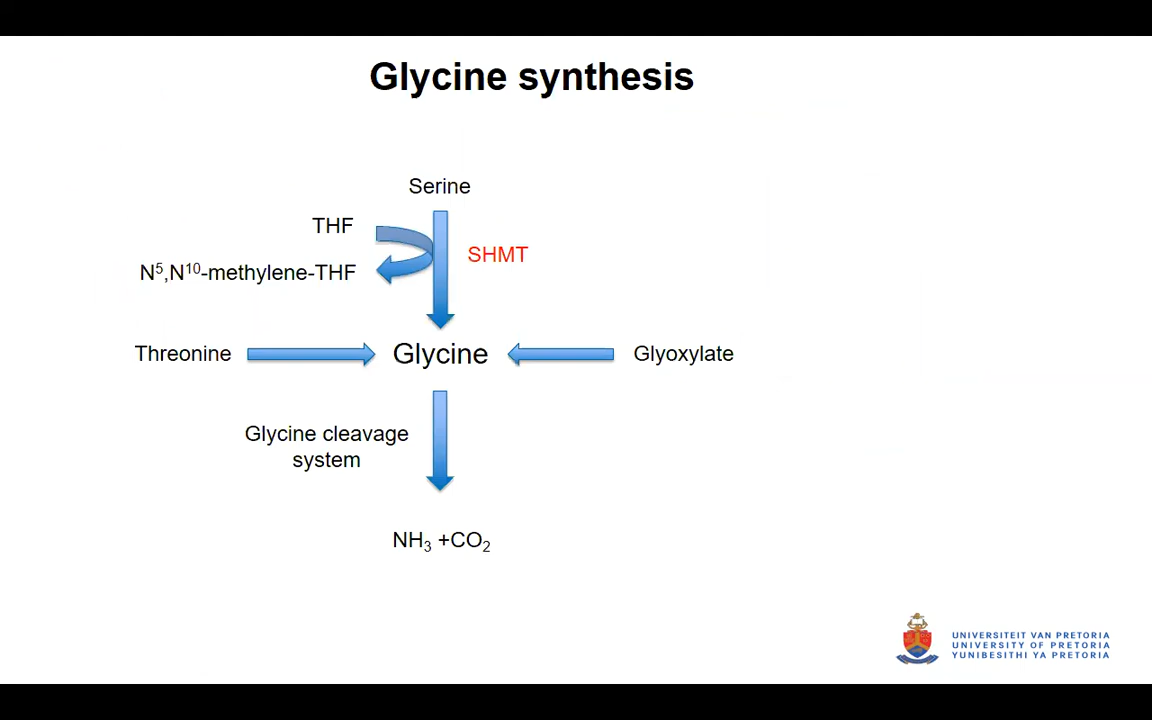 Glycine synthesis
Serine
THF
SHMT
N⁵,N¹⁰-methylene-THF
Threonine
Glycine
Glyoxylate
Glycine cleavage
system
NH₃ +CO₂
UNIVERSITEIT VAN PRETORIA
UNIVERSITY OF PRETORIA
YUNIBESITHI YA PRETORIA